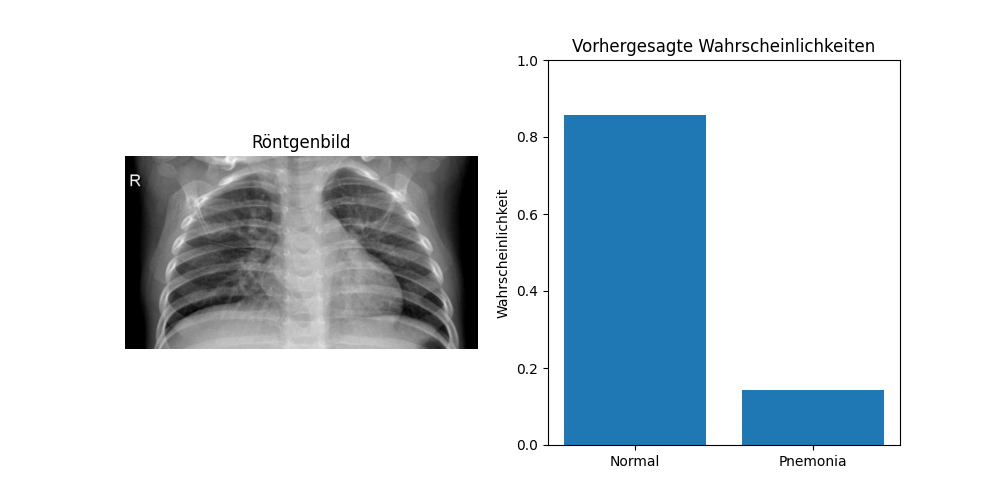 Röntgenbild
R
Vorhergesagte Wahrscheinlichkeiten
Wahrscheinlichkeit
1.0
0.8
0.6
0.4
0.2
0.0
Normal
Pnemonia